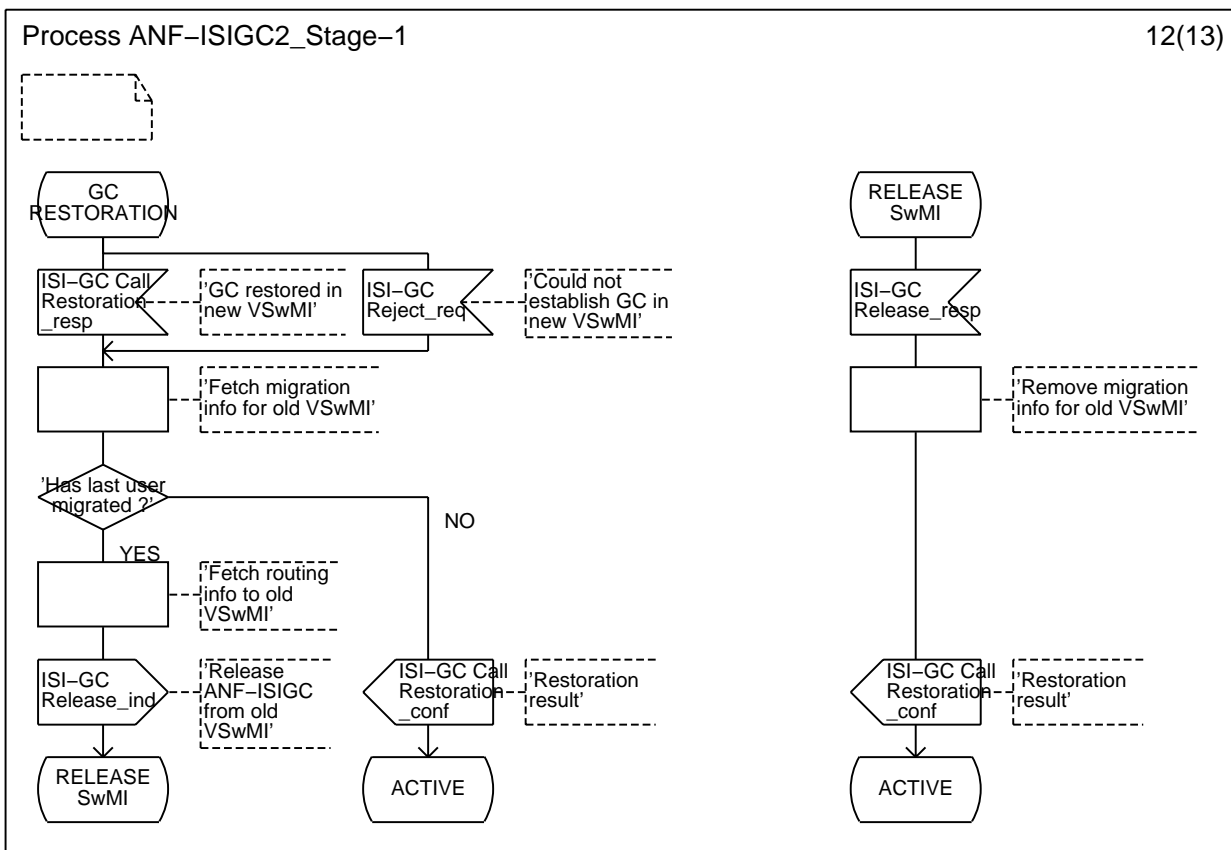 Process ANF−ISIGC2_Stage−1
12(13)
GC
RESTORATION
RELEASE
SwMI
ISI−GC Call
Restoration
_resp
'GC restored in
new VSwMI'
ISI−GC
Reject_req
'Could not
establish GC in
new VSwMI'
ISI−GC
Release_resp
'Fetch migration
info for old VSwMI'
'Remove migration
info for old VSwMI'
'Has last user
migrated ?'
NO
YES
'Fetch routing
info to old
VSwMI'
ISI−GC
Release_ind
'Release
ANF−ISIGC
from old
VSwMI'
ISI−GC Call
Restoration
_conf
'Restoration
result'
ISI−GC Call
Restoration
_conf
'Restoration
result'
RELEASE
SwMI
ACTIVE
ACTIVE